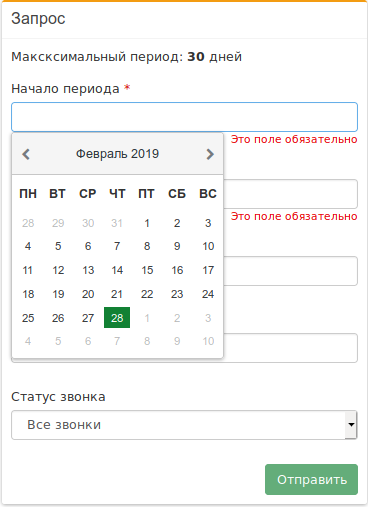 Запрос
Макскcимальный период: 30 дней
Начало периода *
Это поле обязательно
Февраль 2019
ПН ВТ СР ЧТ ПТ СБ ВС
28 29 30 31 1 2 3
4 5 6 7 8 9 10
11 12 13 14 15 16 17
18 19 20 21 22 23 24
25 26 27 28 1 2 3
4 5 6 7 8 9 10
Это поле обязательно
Статус звонка
Все звонки
Отправить